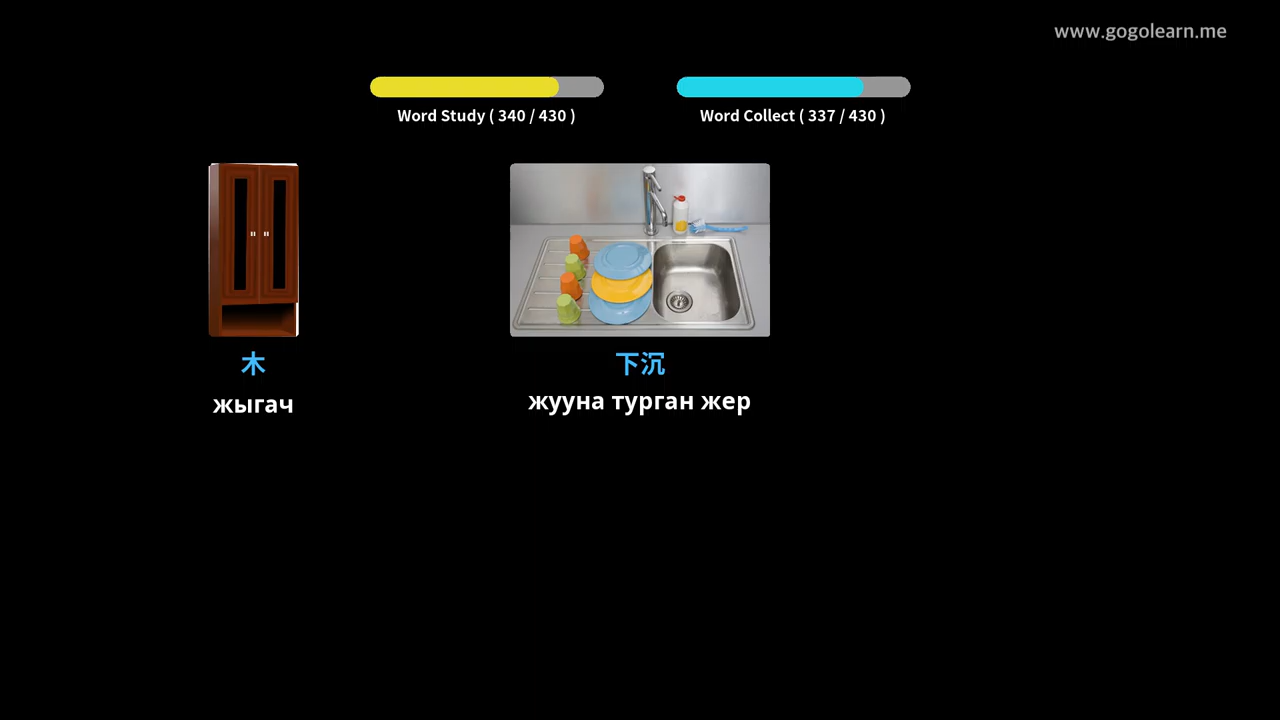 www.gogolearn.me
Word Study ( 340 / 430 )
Word Collect ( 337 / 430 )
木
жыгач
下沉
жууна турган жер